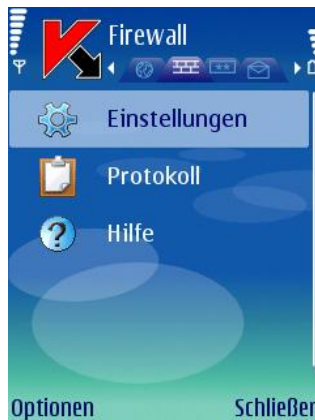 Firewall
Einstellungen
Protokoll
Hilfe
Optionen Schließen